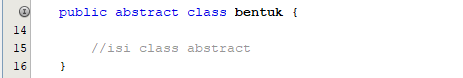 public abstract class bentuk {
14
15 //isi class abstract
16 }